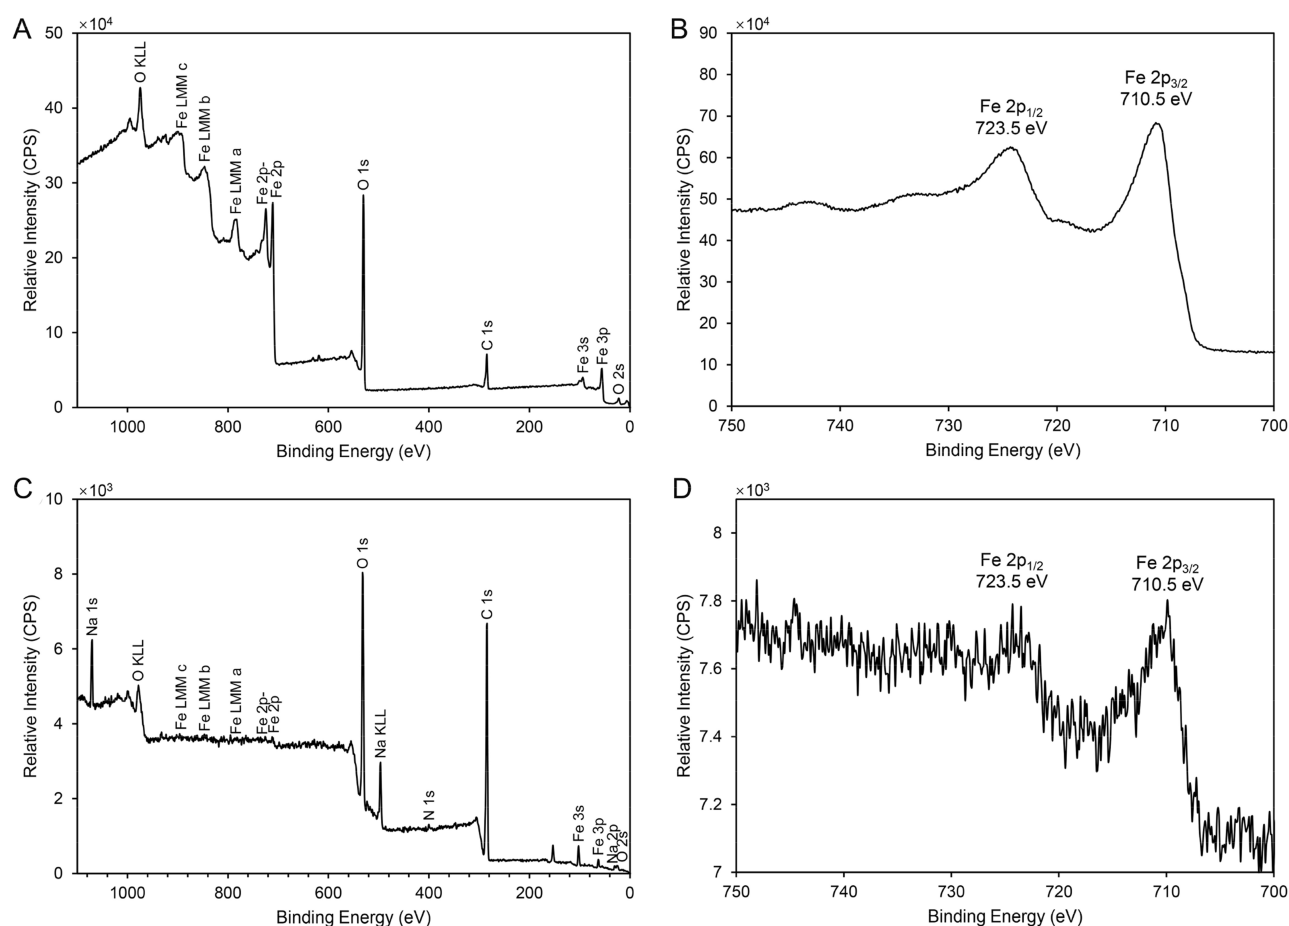 A
×10⁴
50
40
30
20
10
0
Relative Intensity (CPS)
O KLL
Fe LMM c
Fe LMM b
Fe LMM a
Fe 2p-
Fe 2p
O 1s
C 1s
Fe 3s
Fe 3p
O 2s
1000 800 600 400 200 0
Binding Energy (eV)
B
×10⁴
90
80
70
60
50
40
30
20
10
0
Relative Intensity (CPS)
Fe 2p₁/₂
723.5 eV
Fe 2p₃/₂
710.5 eV
750 740 730 720 710 700
Binding Energy (eV)
C
×10³
10
8
6
4
2
0
Relative Intensity (CPS)
Na 1s
O KLL
Fe LMM c
Fe LMM b
Fe LMM a
Fe 2p-
Fe 2p
O 1s
Na KLL
N 1s
C 1s
Fe 3s
Fe 3p
Na 2p
O 2s
1000 800 600 400 200 0
Binding Energy (eV)
D
×10³
8
7.8
7.6
7.4
7.2
7
Relative Intensity (CPS)
Fe 2p₁/₂
723.5 eV
Fe 2p₃/₂
710.5 eV
750 740 730 720 710 700
Binding Energy (eV)